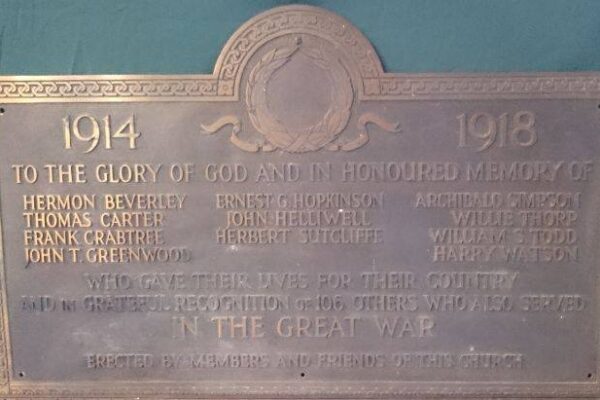 1914 1918
TO THE GLORY OF GOD AND IN HONOURED MEMORY OF
HERMON BEVERLEY ERNEST G HOPKINSON ARCHIBALD SIMPSON
THOMAS CARTER JOHN HELLIWELL WILLIE THORP
FRANK CRABTREE HERBERT SUTCLIFFE WILLIAM S TODD
JOHN T GREENWOOD HARRY WATSON
WHO GAVE THEIR LIVES FOR THEIR COUNTRY
AND IN GRATEFUL RECOGNITION OF 106 OTHERS WHO ALSO SERVED
IN THE GREAT WAR
ERECTED BY MEMBERS AND FRIENDS OF THIS CHURCH